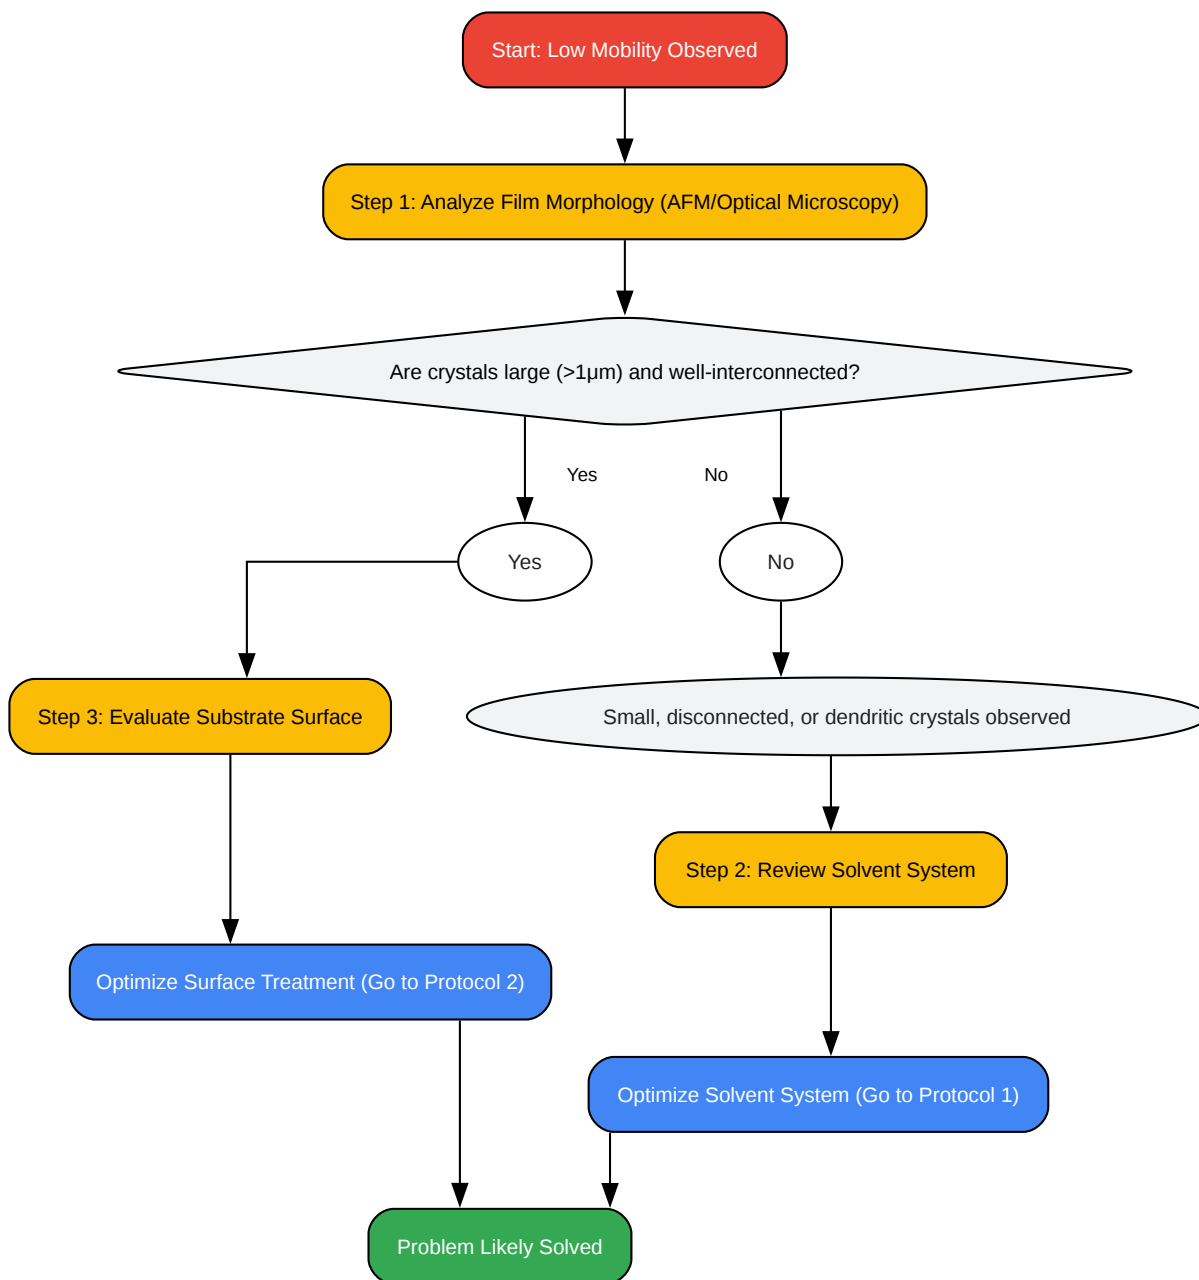 Start: Low Mobility Observed
Step 1: Analyze Film Morphology (AFM/Optical Microscopy)
Are crystals large (>1μm) and well-interconnected?
Yes
No
Yes
No
Step 3: Evaluate Substrate Surface
Small, disconnected, or dendritic crystals observed
Step 2: Review Solvent System
Optimize Surface Treatment (Go to Protocol 2)
Optimize Solvent System (Go to Protocol 1)
Problem Likely Solved